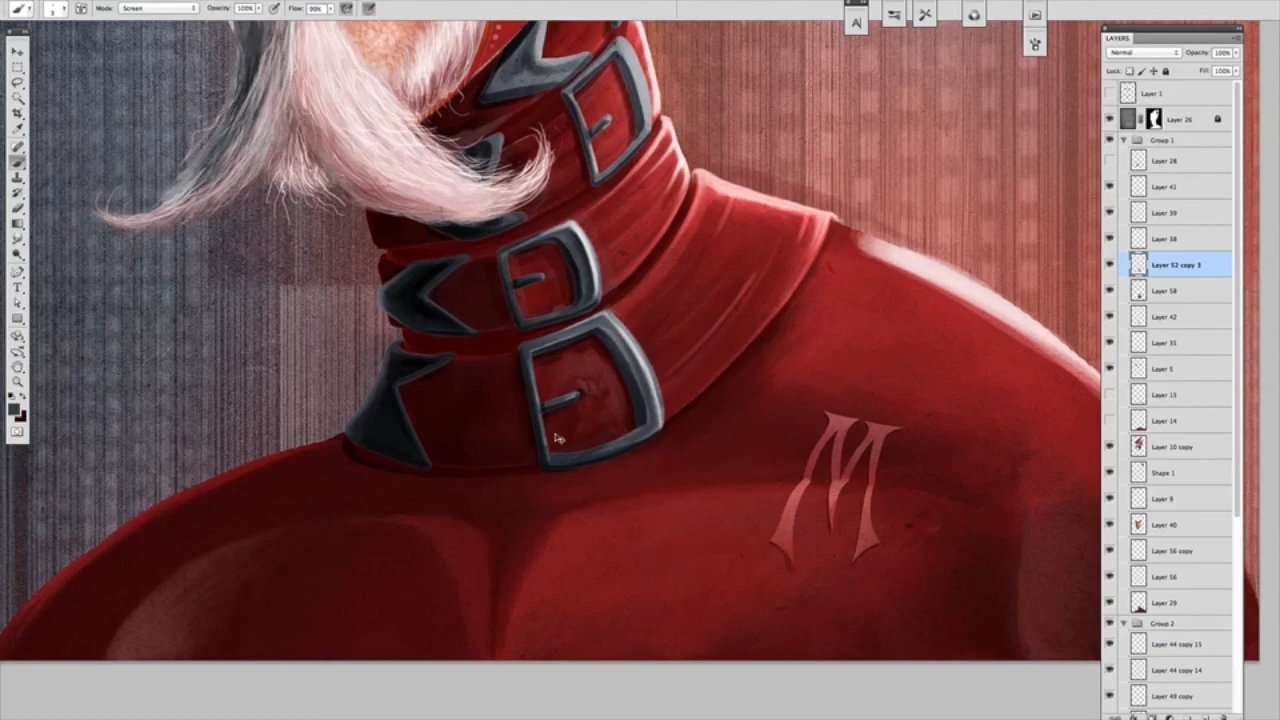 Mode: Screen Opacity: 100% Flow: 99%
A|
LAYERS
Normal Opacity: 100%
Lock: Fill: 100%
Layer 1
Layer 26
Group 1
Layer 28
Layer 41
Layer 39
Layer 38
Layer 52 copy 3
Layer 58
Layer 42
Layer 31
Layer 5
Layer 15
Layer 14
Layer 10 copy
Shape 1
Layer 9
Layer 40
Layer 56 copy
Layer 56
Layer 29
Group 2
Layer 44 copy 15
Layer 44 copy 14
Layer 49 copy
T
M